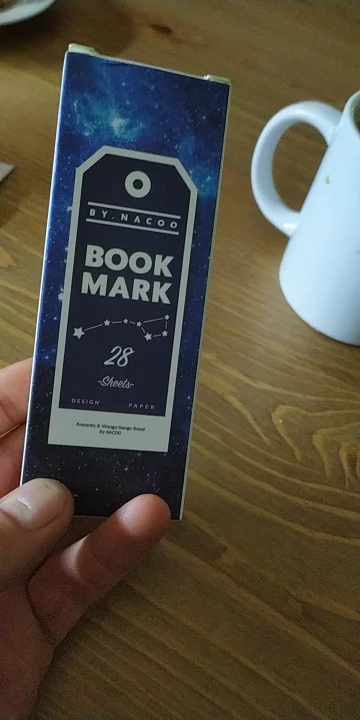 BY.NACOO
BOOK
MARK
28
-Sheets-
DESIGN PAPER
Romantic & Vintage Design Brand
By.NACOO